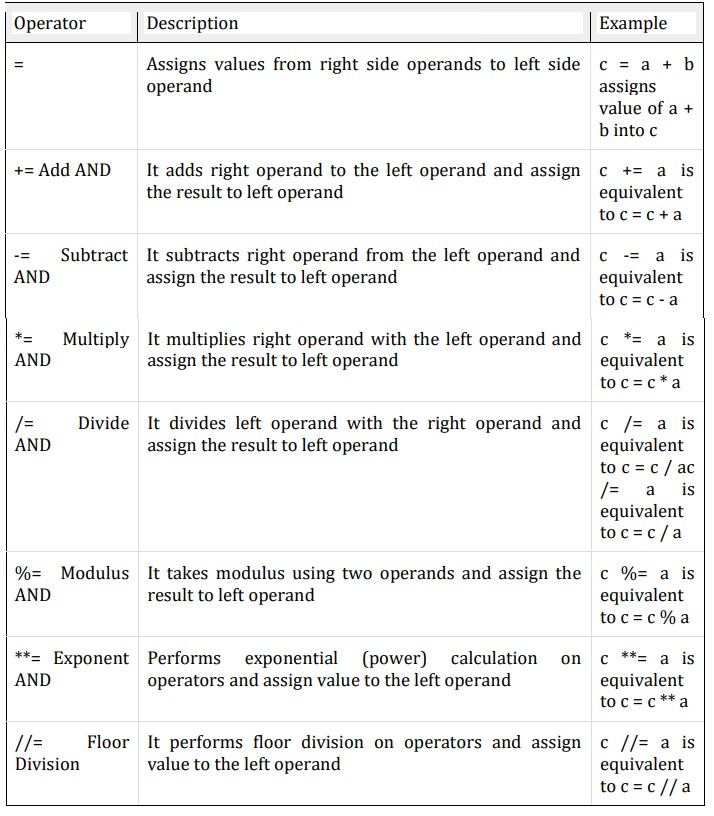 Operator Description Example
= Assigns values from right side operands to left side c = a + b
operand assigns
value of a +
b into c
+= Add AND It adds right operand to the left operand and assign c += a is
the result to left operand equivalent
to c = c + a
-= Subtract It subtracts right operand from the left operand and c -= a is
AND assign the result to left operand equivalent
to c = c - a
*= Multiply It multiplies right operand with the left operand and c *= a is
AND assign the result to left operand equivalent
to c = c * a
/= Divide It divides left operand with the right operand and c /= a is
AND assign the result to left operand equivalent
to c = c / ac
/= a is
equivalent
to c = c / a
%= Modulus It takes modulus using two operands and assign the c %= a is
AND result to left operand equivalent
to c = c % a
**= Exponent Performs exponential (power) calculation on c **= a is
AND operators and assign value to the left operand equivalent
to c = c ** a
//= Floor It performs floor division on operators and assign c //= a is
Division value to the left operand equivalent
to c = c // a